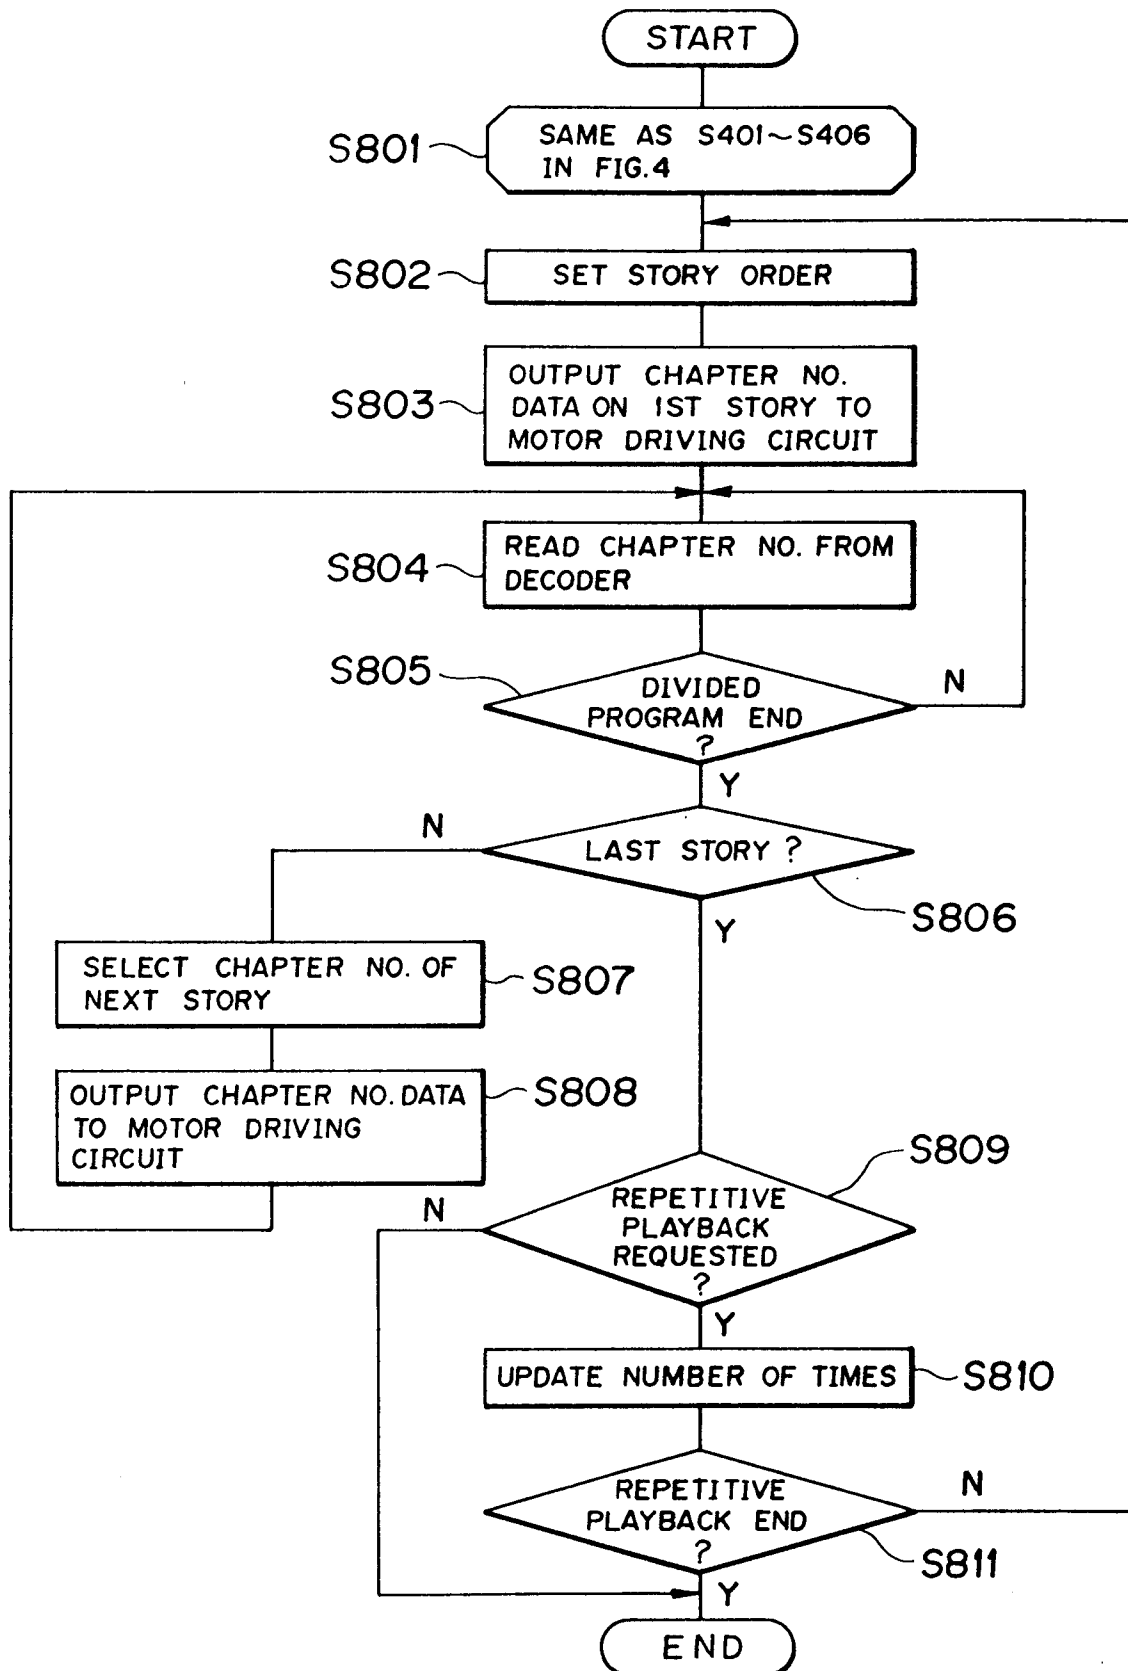 START
S801
SAME AS S401~S406
IN FIG.4
S802
SET STORY ORDER
S803
OUTPUT CHAPTER NO.
DATA ON 1ST STORY TO
MOTOR DRIVING CIRCUIT
S804
READ CHAPTER NO. FROM
DECODER
S805
DIVIDED
PROGRAM END
?
N
Y
N
LAST STORY ?
S806
Y
SELECT CHAPTER NO. OF
NEXT STORY
S807
OUTPUT CHAPTER NO. DATA
TO MOTOR DRIVING
CIRCUIT
S808
S809
N
REPETITIVE
PLAYBACK
REQUESTED
?
Y
UPDATE NUMBER OF TIMES
S810
REPETITIVE
PLAYBACK END
?
N
S811
Y
END